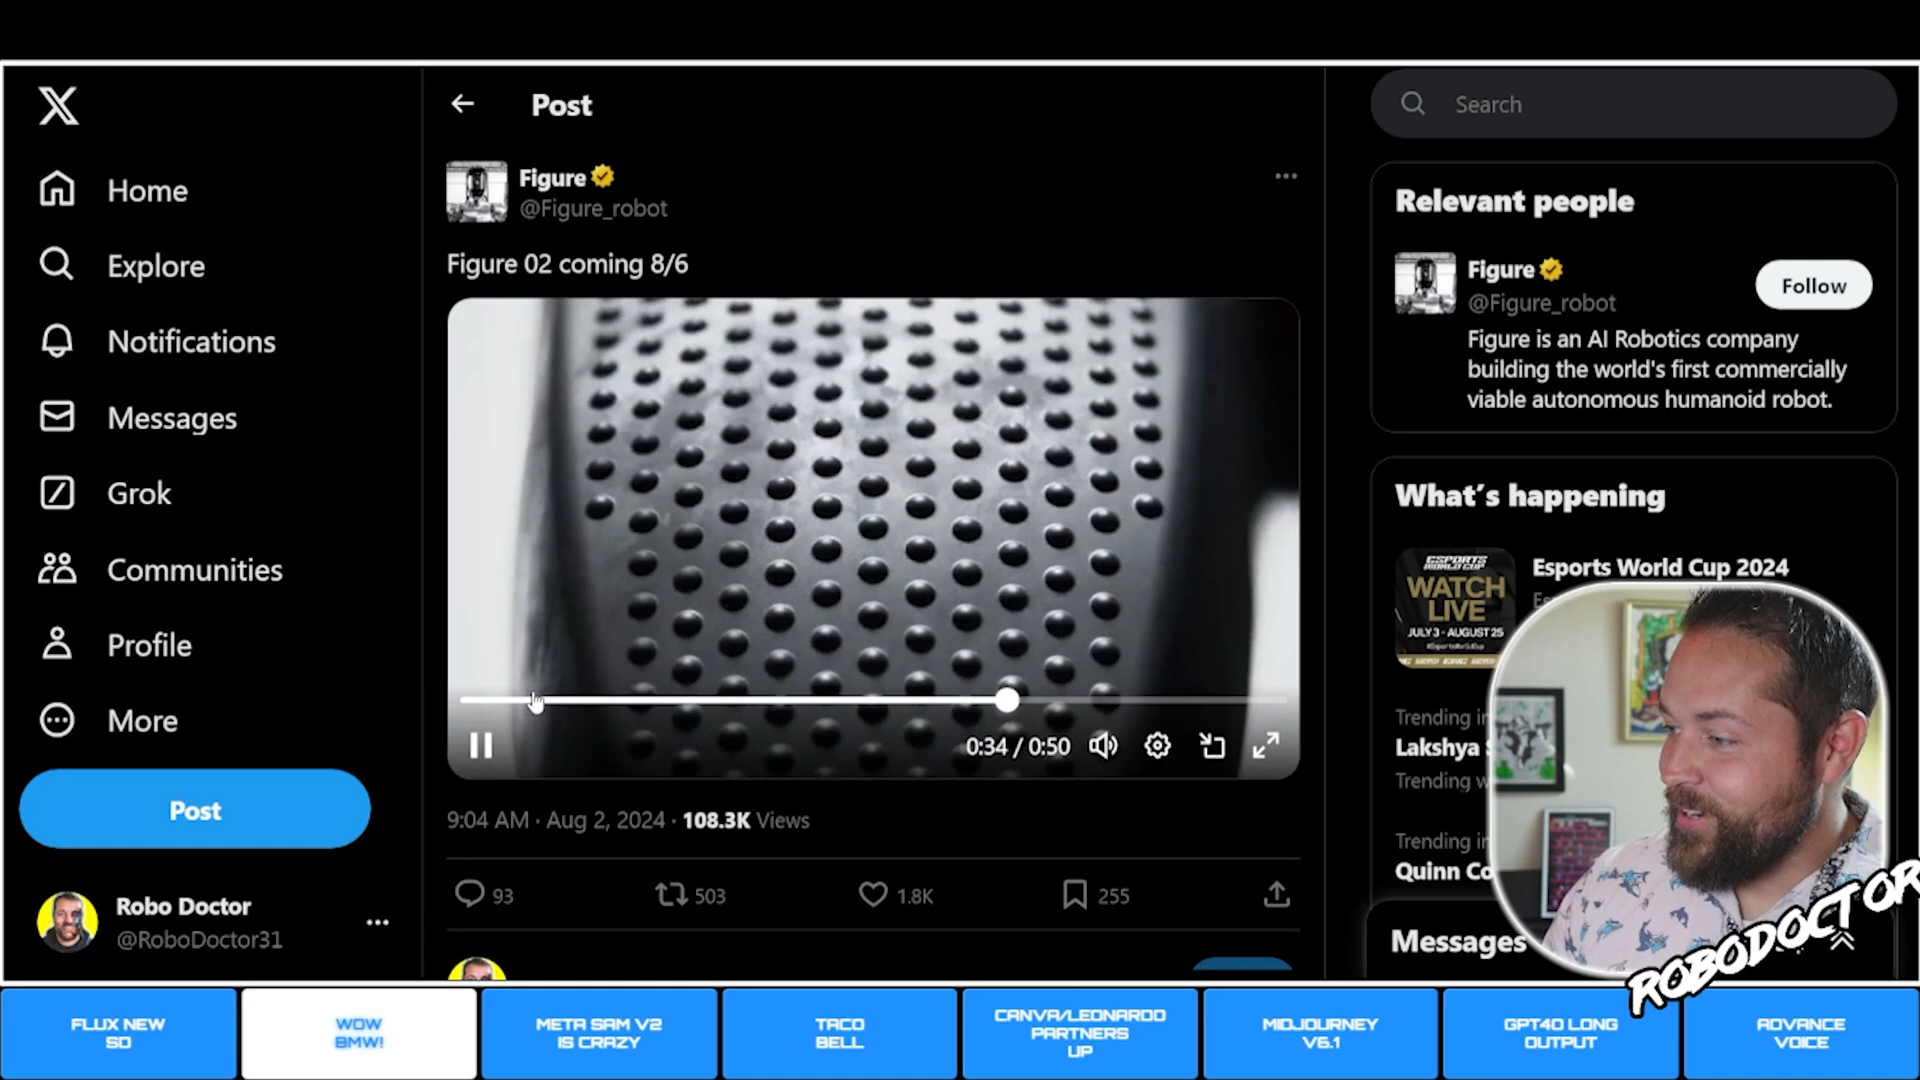 Home
Explore
Notifications
Messages
Grok
Communities
Profile
More
Post
Robo Doctor
@RoboDoctor31
Post
Figure
@Figure_robot
Figure 02 coming 8/6
0:34 / 0:50
9:04 AM · Aug 2, 2024 · 108.3K Views
93
503
1.8K
255
Search
Relevant people
Figure
@Figure_robot
Follow
Figure is an AI Robotics company
building the world's first commercially
viable autonomous humanoid robot.
What's happening
ESPORTS
WORLD CUP
WATCH
LIVE
JULY 3 - AUGUST 25
Esports World Cup 2024
Trending
Lakshya
Trending
Trending
Quinn
Messages
ROBODOCTOR
FLUX NEW
SD
WOW
BMW!
META SAM V2
IS CRAZY
TACO
BELL
CANVA/LEONARDO
PARTNERS
UP
MIDJOURNEY
V6.1
GPT4O LONG
OUTPUT
ADVANCE
VOICE